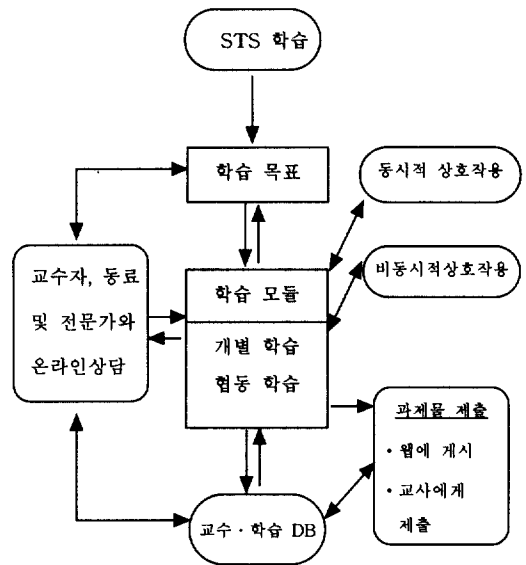 STS 학습
학습 목표
동시적 상호작용
비동시적상호작용
교수자, 동료
및 전문가와
온라인상담
학습 모듈
개별 학습
협동 학습
과제물 제출
· 웹에 게시
· 교사에게
제출
교수 · 학습 DB